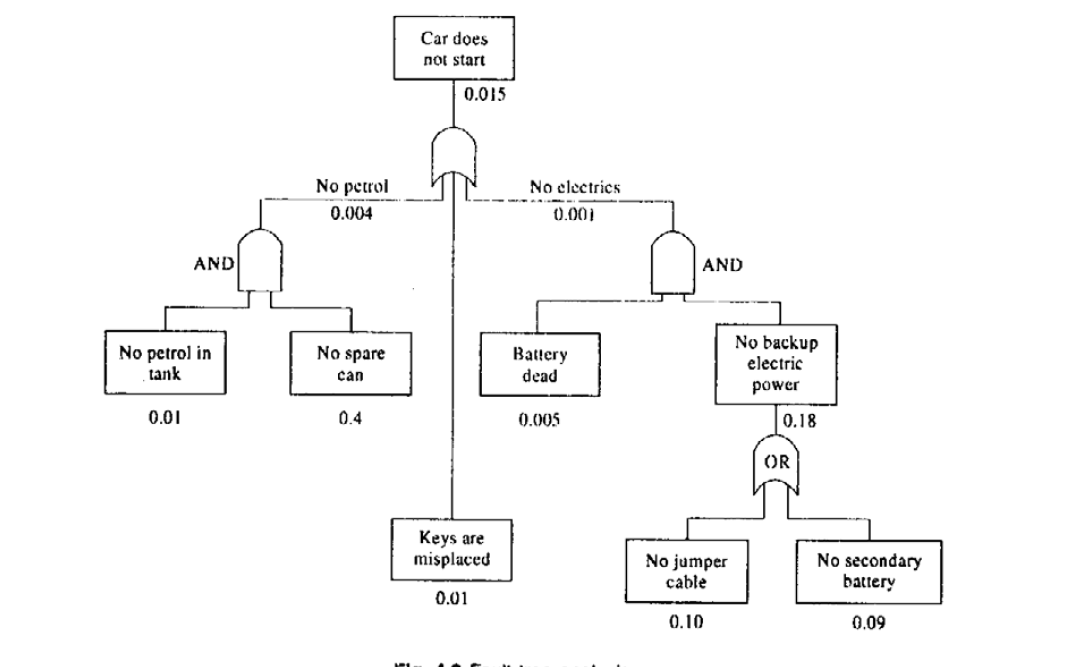 Car does
not start
0.015
No petrol
0.004
No electrics
0.001
AND
AND
No petrol in
tank
0.01
No spare
can
0.4
Battery
dead
0.005
No backup
electric
power
0.18
OR
Keys are
misplaced
0.01
No jumper
cable
0.10
No secondary
battery
0.09